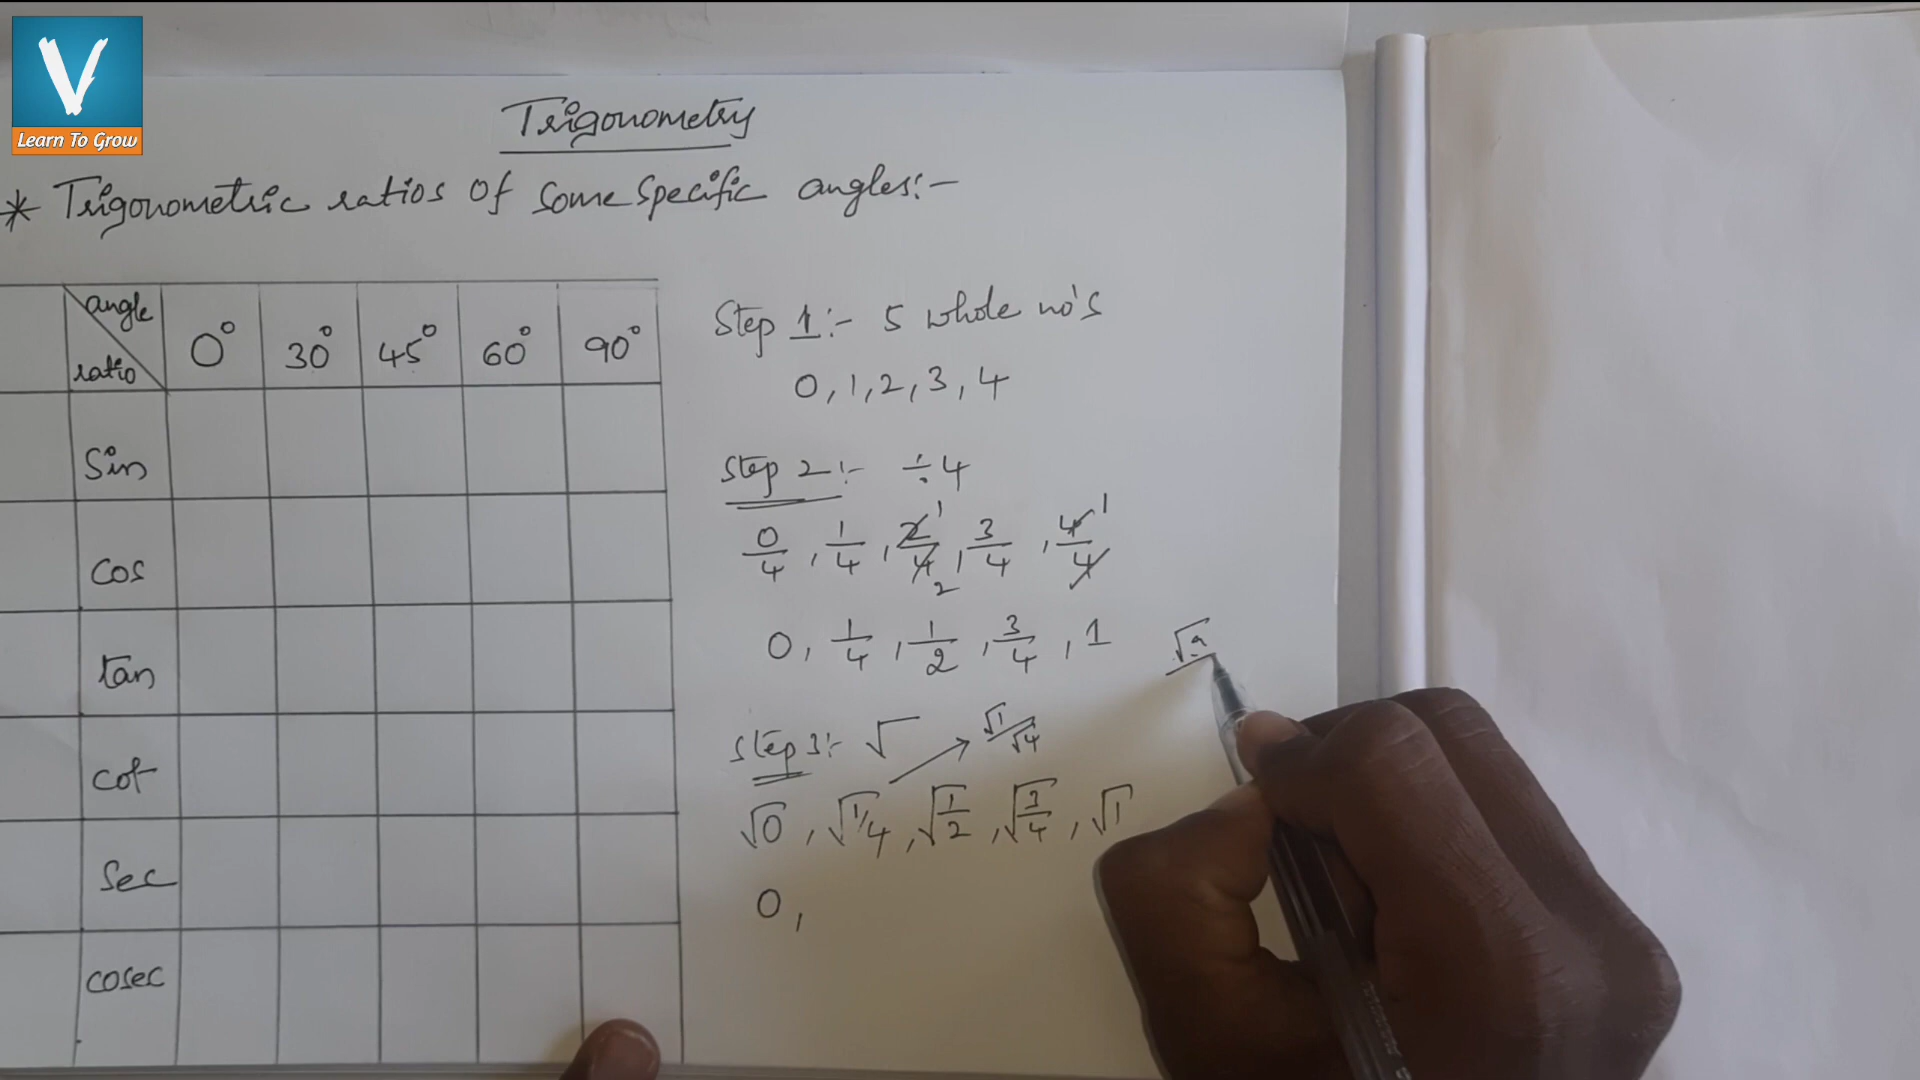 V
Learn To Grow
Trigonometry
* Trigonometric ratios of some specific angles:-
angle
ratio
0° 30° 45° 60° 90°
Sin
Cos
tan
Cot
Sec
Cosec
Step 1:- 5 whole no's
0, 1, 2, 3, 4
Step 2:- ÷4
0/4, 1/4, 2/4, 3/4, 4/4
1 2 1
0, 1/4, 1/2, 3/4, 1
Step 3:- √
√1/√4
√0, √1/4, √1/2, √3/4, √1
0,